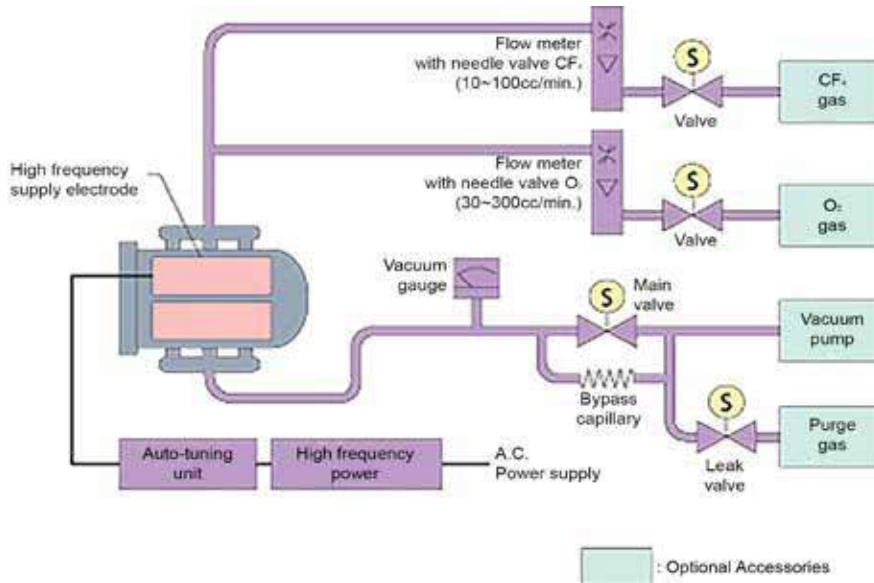 Flow meter
with needle valve CF₄
(10~100cc/min.)
S
Valve
CF₄
gas
High frequency
supply electrode
Flow meter
with needle valve O₂
(30~300cc/min.)
S
Valve
O₂
gas
Vacuum
gauge
S
Main
valve
Vacuum
pump
Bypass
capillary
S
Leak
valve
Purge
gas
Auto-tuning
unit
High frequency
power
A.C.
Power supply
: Optional Accessories